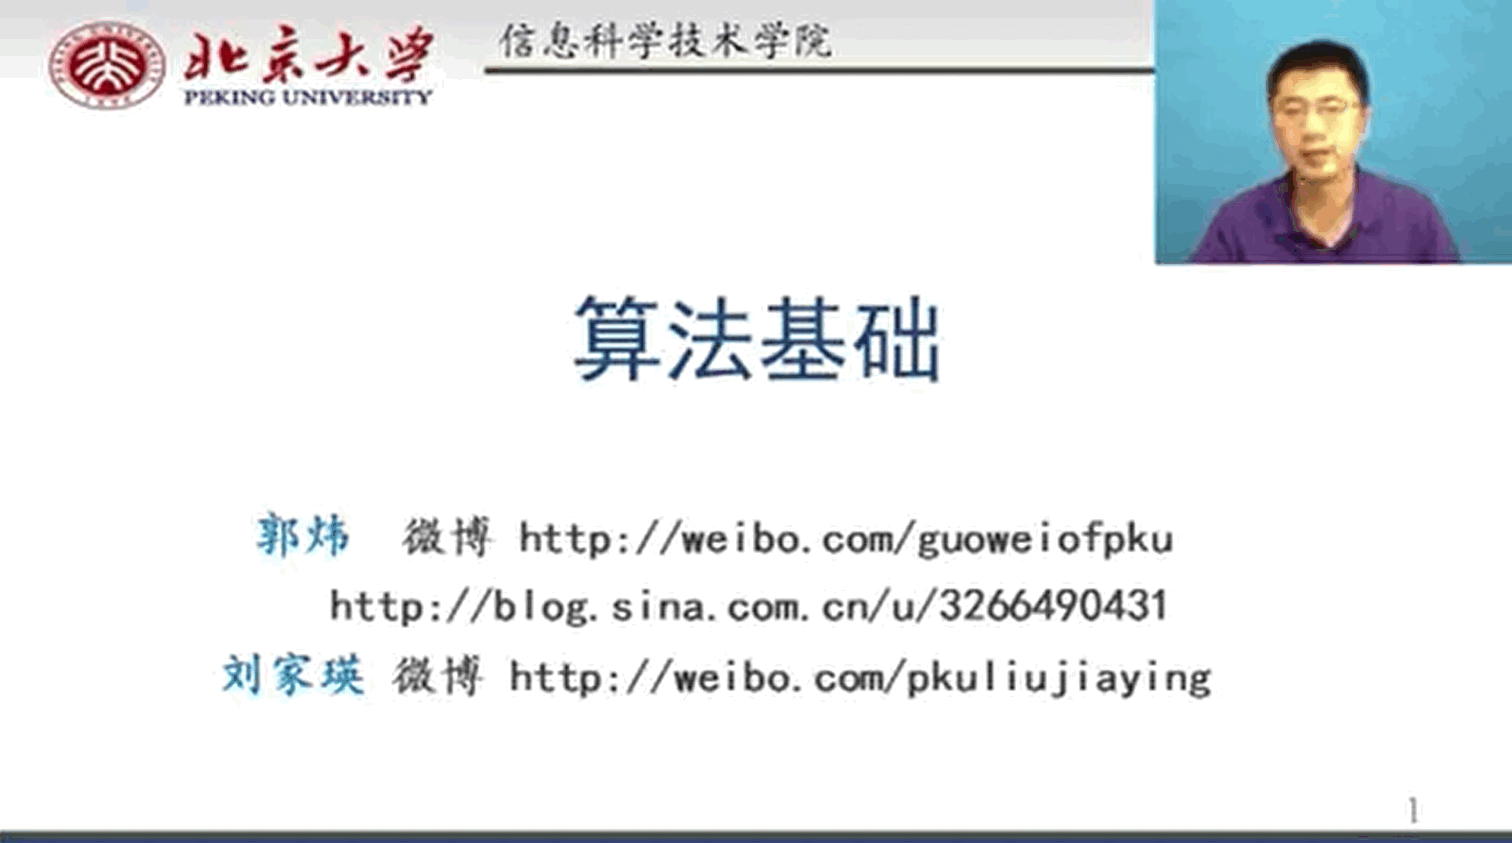 北京大学
PEKING UNIVERSITY
信息科学技术学院
算法基础
郭炜 微博 http://weibo.com/guoweiofpku
http://blog.sina.com.cn/u/3266490431
刘家瑛 微博 http://weibo.com/pkuliujiaying
1